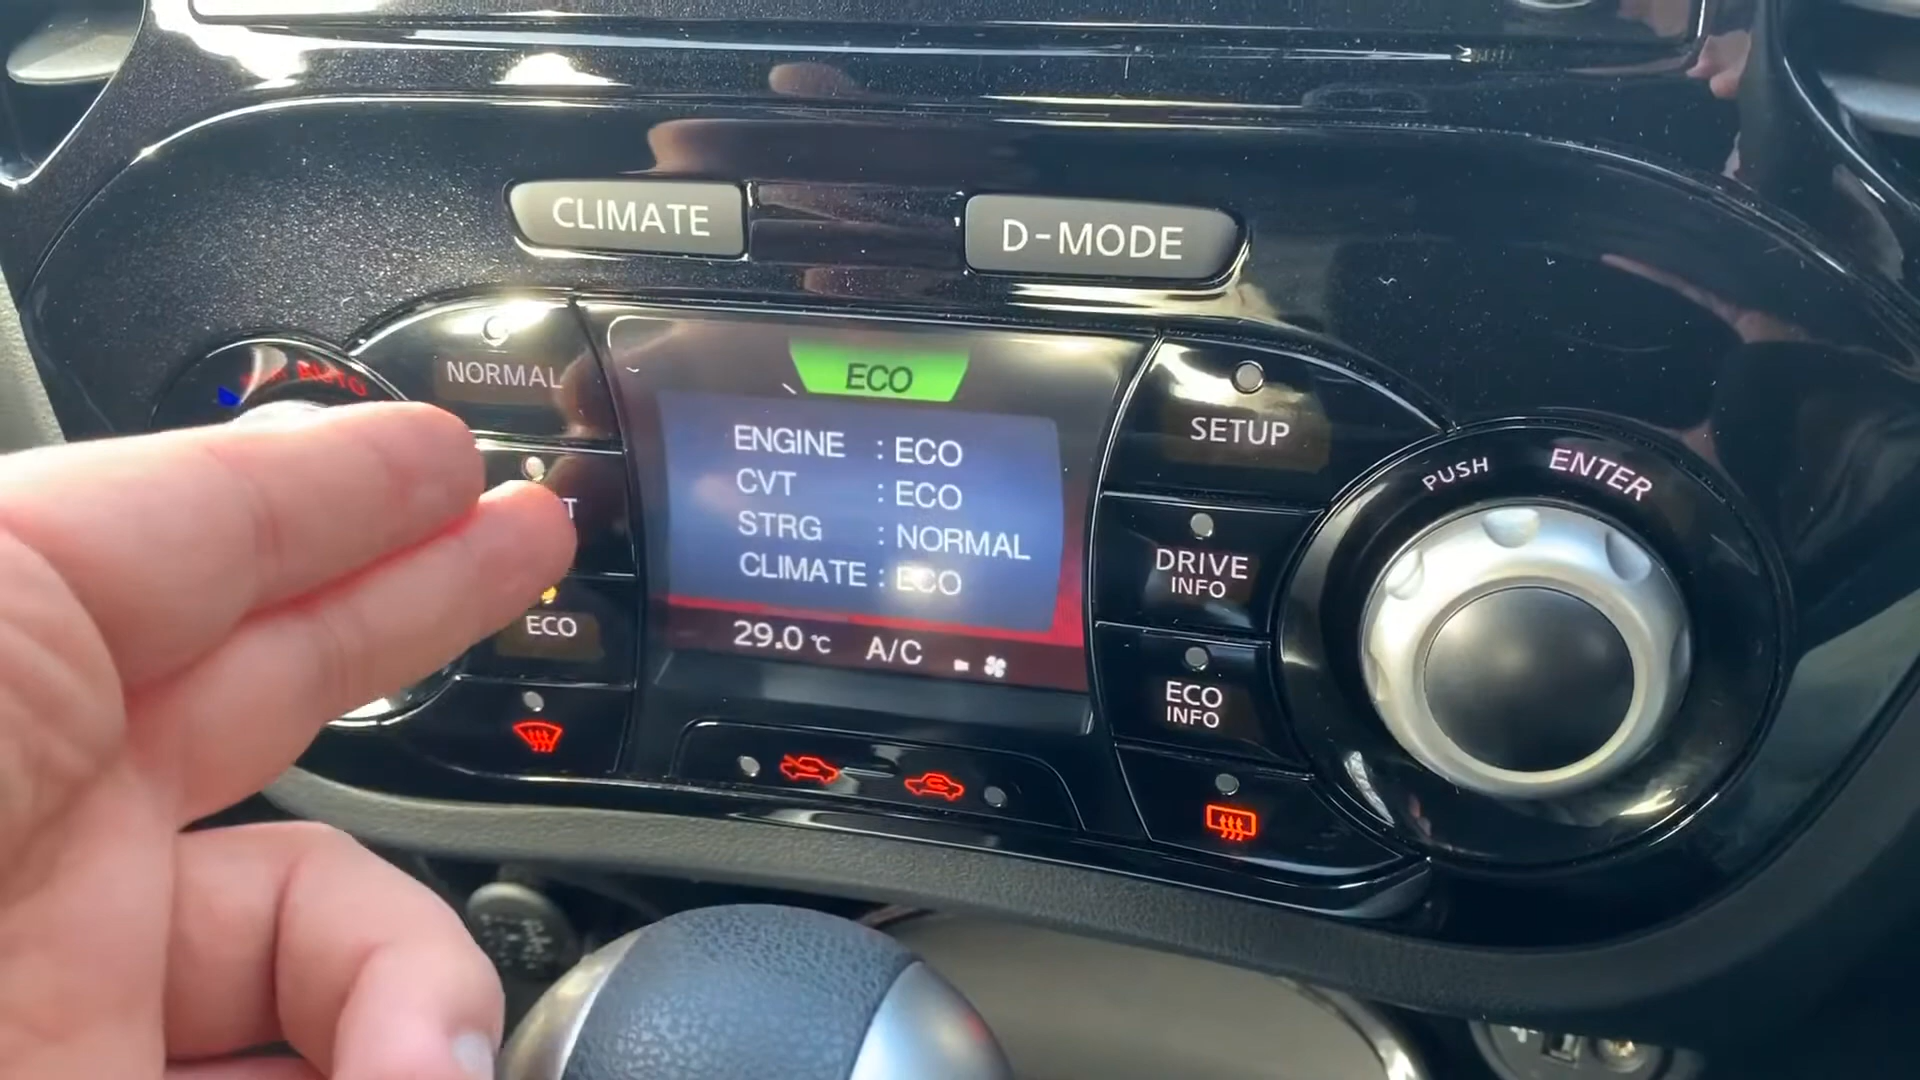 CLIMATE
D-MODE
AUTO
NORMAL
ECO
ENGINE : ECO
CVT : ECO
STRG : NORMAL
CLIMATE : ECO
29.0 °C A/C
T
ECO
SETUP
DRIVE
INFO
ECO
INFO
PUSH ENTER